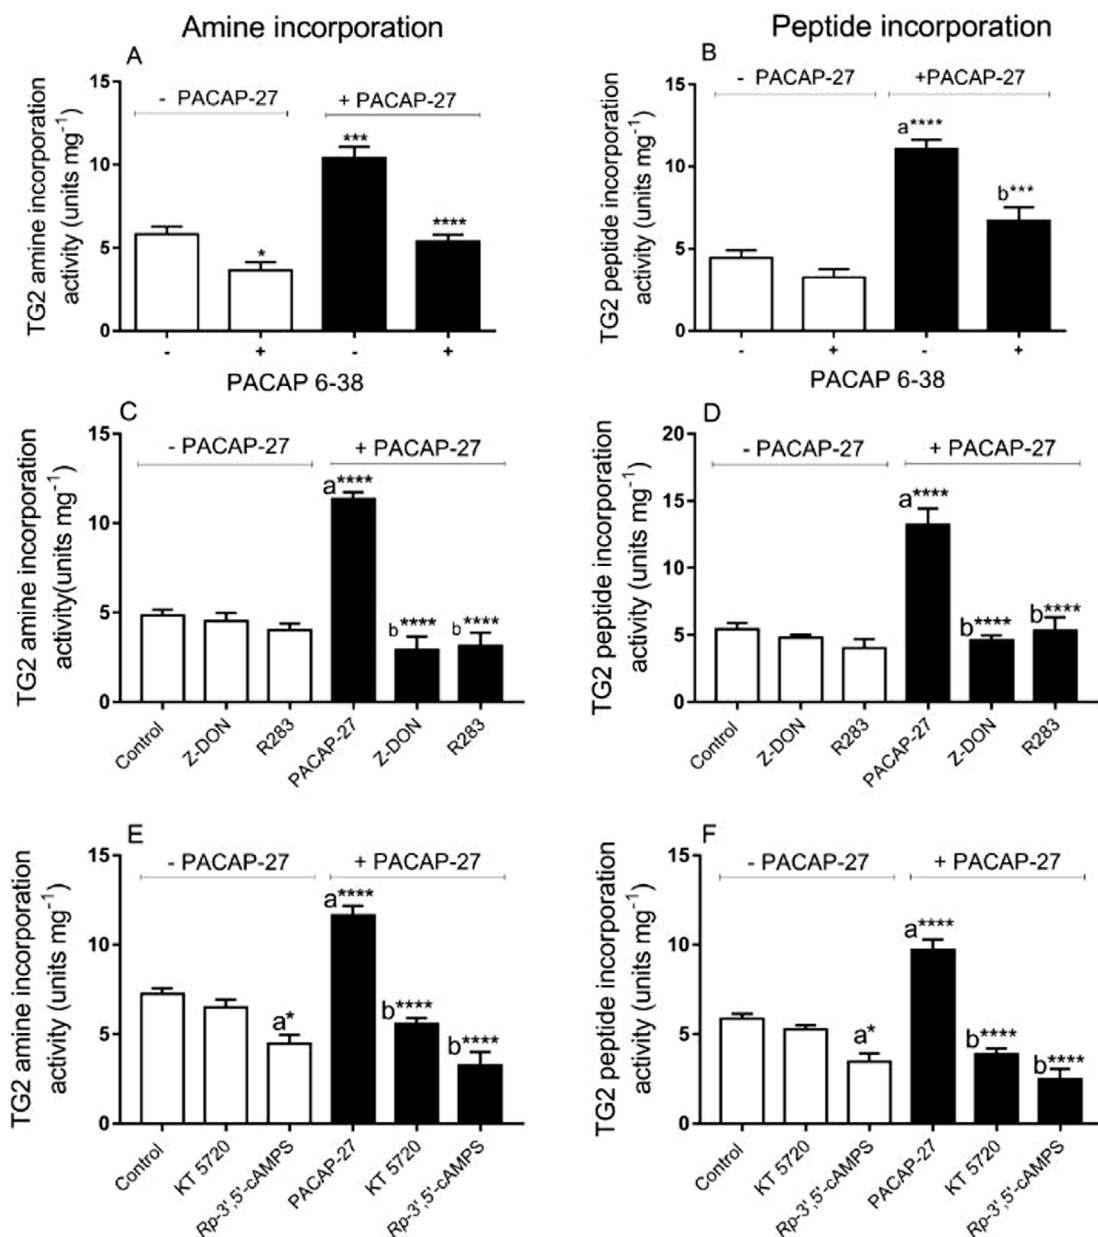 Amine incorporation
Peptide incorporation
A
- PACAP-27
+ PACAP-27
TG2 amine incorporation
activity (units mg⁻¹)
15
10
5
0
*
***
****
- + - +
PACAP 6-38
B
- PACAP-27
+PACAP-27
TG2 peptide incorporation
activity (units mg⁻¹)
15
10
5
0
a****
b***
- + - +
PACAP 6-38
C
- PACAP-27
+ PACAP-27
TG2 amine incorporation
activity(units mg⁻¹)
15
10
5
0
a****
b****
b****
Control
Z-DON
R283
PACAP-27
Z-DON
R283
D
- PACAP-27
+ PACAP-27
TG2 peptide incorporation
activity (units mg⁻¹)
20
15
10
5
0
a****
b****
b****
Control
Z-DON
R283
PACAP-27
Z-DON
R283
E
- PACAP-27
+ PACAP-27
TG2 amine incorporation
activity (units mg⁻¹)
15
10
5
0
a*
a****
b****
b****
Control
KT 5720
Rp-3',5'-cAMPS
PACAP-27
KT 5720
Rp-3',5'-cAMPS
F
- PACAP-27
+ PACAP-27
TG2 peptide incorporation
activity (units mg⁻¹)
15
10
5
0
a*
a****
b****
b****
Control
KT 5720
Rp-3',5'-cAMPS
PACAP-27
KT 5720
Rp-3',5'-cAMPS